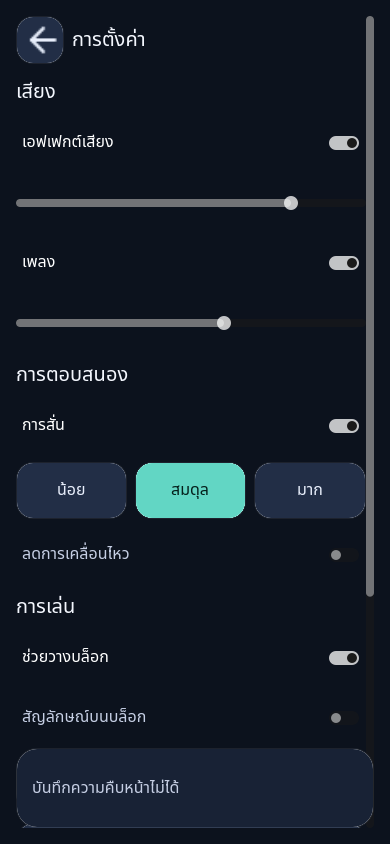 การตั้งค่า
เสียง
เอฟเฟกต์เสียง
เพลง
การตอบสนอง
การสั่น
น้อย
สมดุล
มาก
ลดการเคลื่อนไหว
การเล่น
ช่วยวางบล็อก
สัญลักษณ์บนบล็อก
บันทึกความคืบหน้าไม่ได้